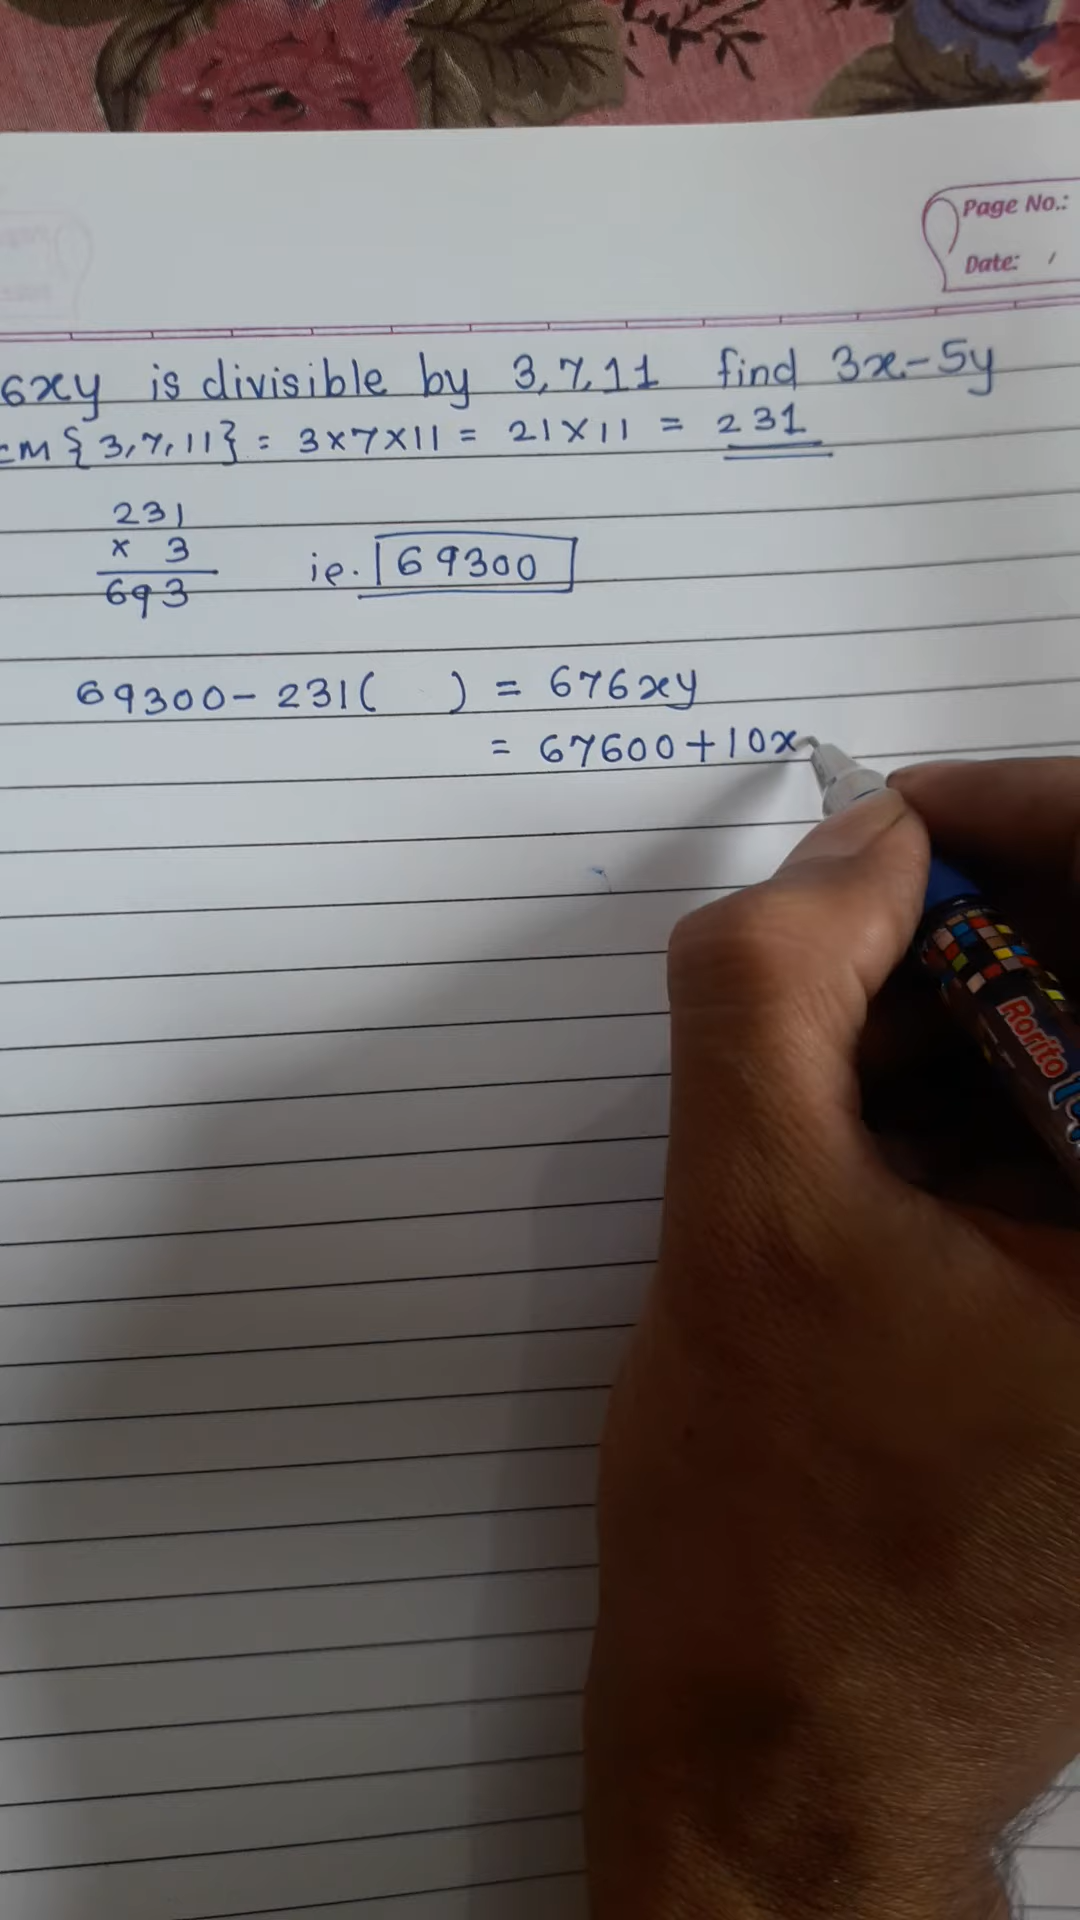 Page No.:
Date: /
6xy is divisible by 3,7,11 find 3x-5y
CM {3,7,11} = 3×7×11 = 21×11 = 231
231
× 3
693
ie. 69300
69300 - 231( ) = 676xy
= 67600+10x
Rorito